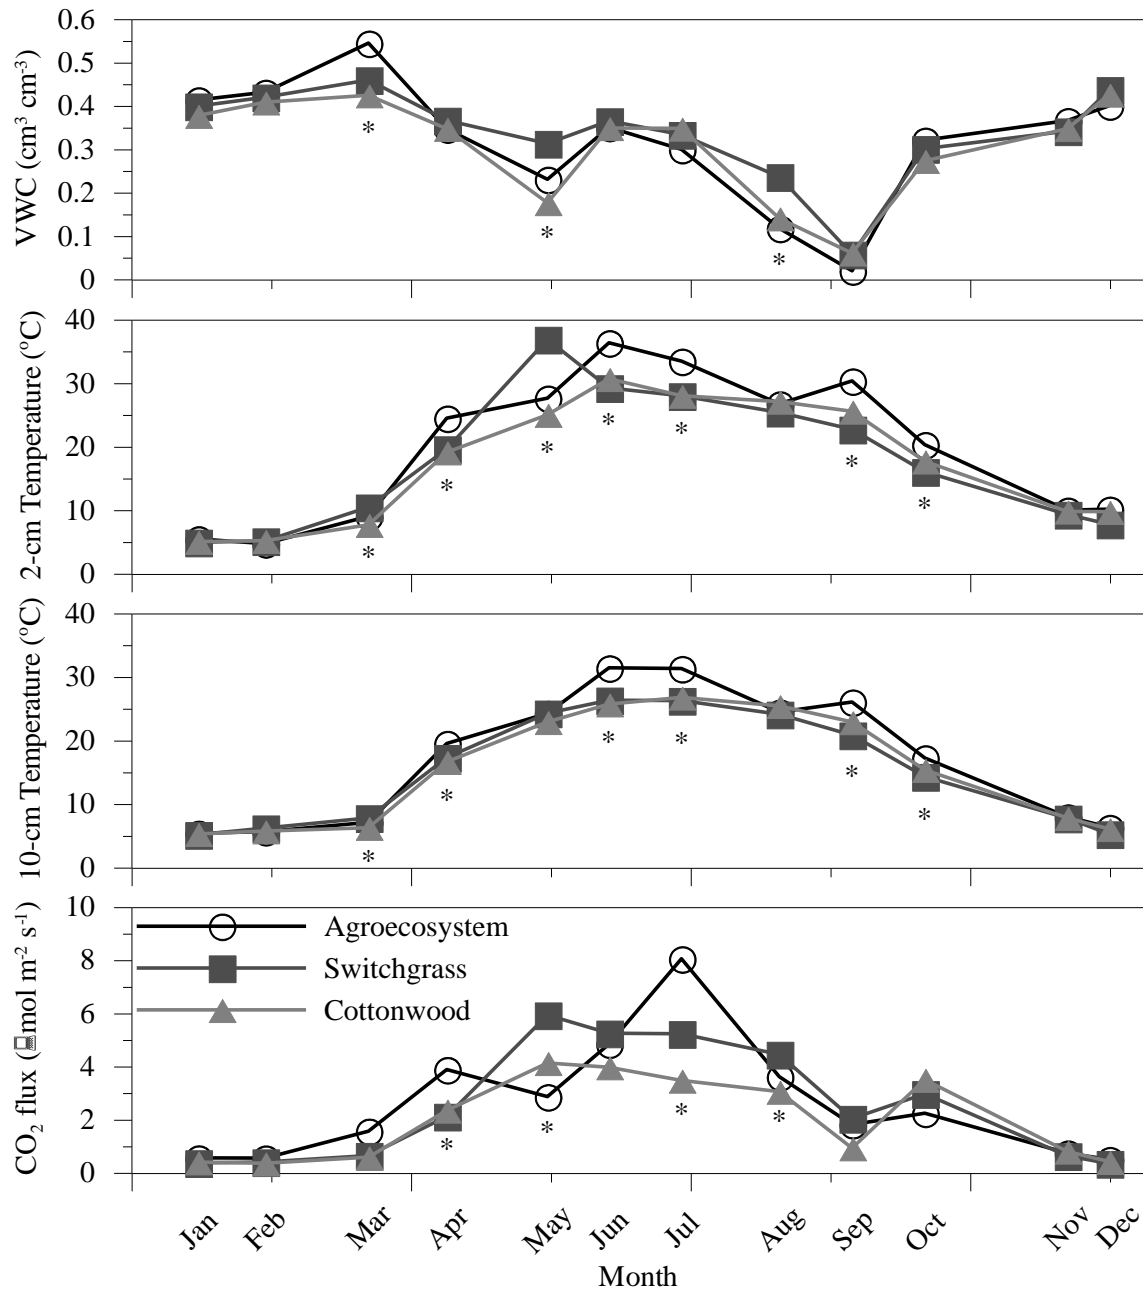 VWC (cm³ cm⁻³)
0.6
0.5
0.4
0.3
0.2
0.1
0
*
*
*
2-cm Temperature (°C)
40
30
20
10
0
*
*
*
*
*
*
*
10-cm Temperature (°C)
40
30
20
10
0
*
*
*
*
*
*
CO₂ flux (mol m⁻² s⁻¹)
10
8
6
4
2
0
Agroecosystem
Switchgrass
Cottonwood
*
*
*
*
Jan
Feb
Mar
Apr
May
Jun
Jul
Aug
Sep
Oct
Nov
Dec
Month